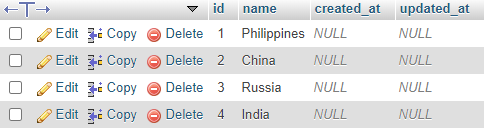 id name created_at updated_at
Edit Copy Delete 1 Philippines NULL NULL
Edit Copy Delete 2 China NULL NULL
Edit Copy Delete 3 Russia NULL NULL
Edit Copy Delete 4 India NULL NULL